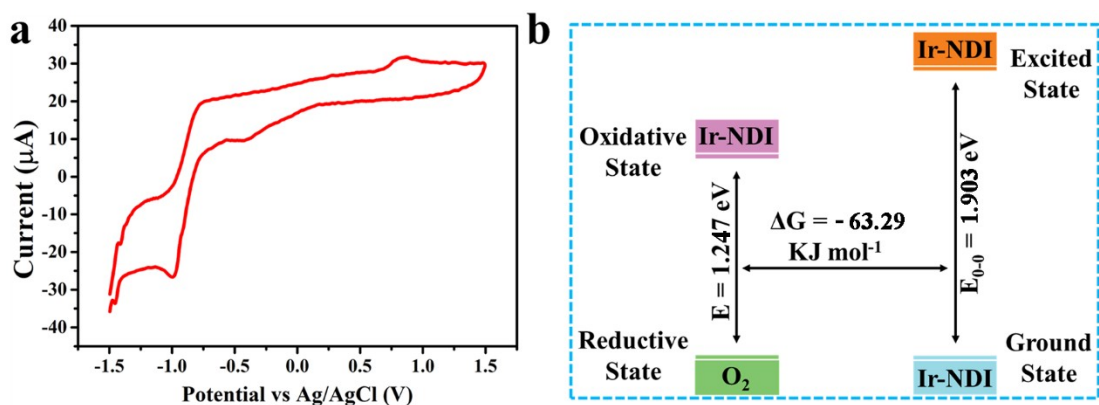 a
Current (μA)
40
30
20
10
0
-10
-20
-30
-40
-1.5
-1.0
-0.5
0.0
0.5
1.0
1.5
Potential vs Ag/AgCl (V)
b
Ir-NDI
Excited
State
Oxidative
State
Ir-NDI
E = 1.247 eV
ΔG = - 63.29
KJ mol⁻¹
E₀₋₀ = 1.903 eV
Reductive
State
O₂
Ir-NDI
Ground
State